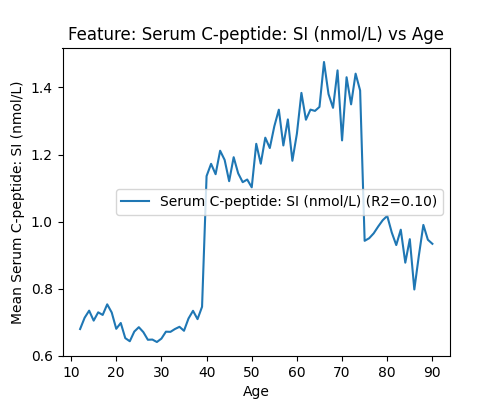 Feature: Serum C-peptide: SI (nmol/L) vs Age
Mean Serum C-peptide: SI (nmol/L)
1.4
1.2
1.0
0.8
0.6
Serum C-peptide: SI (nmol/L) (R2=0.10)
10 20 30 40 50 60 70 80 90
Age